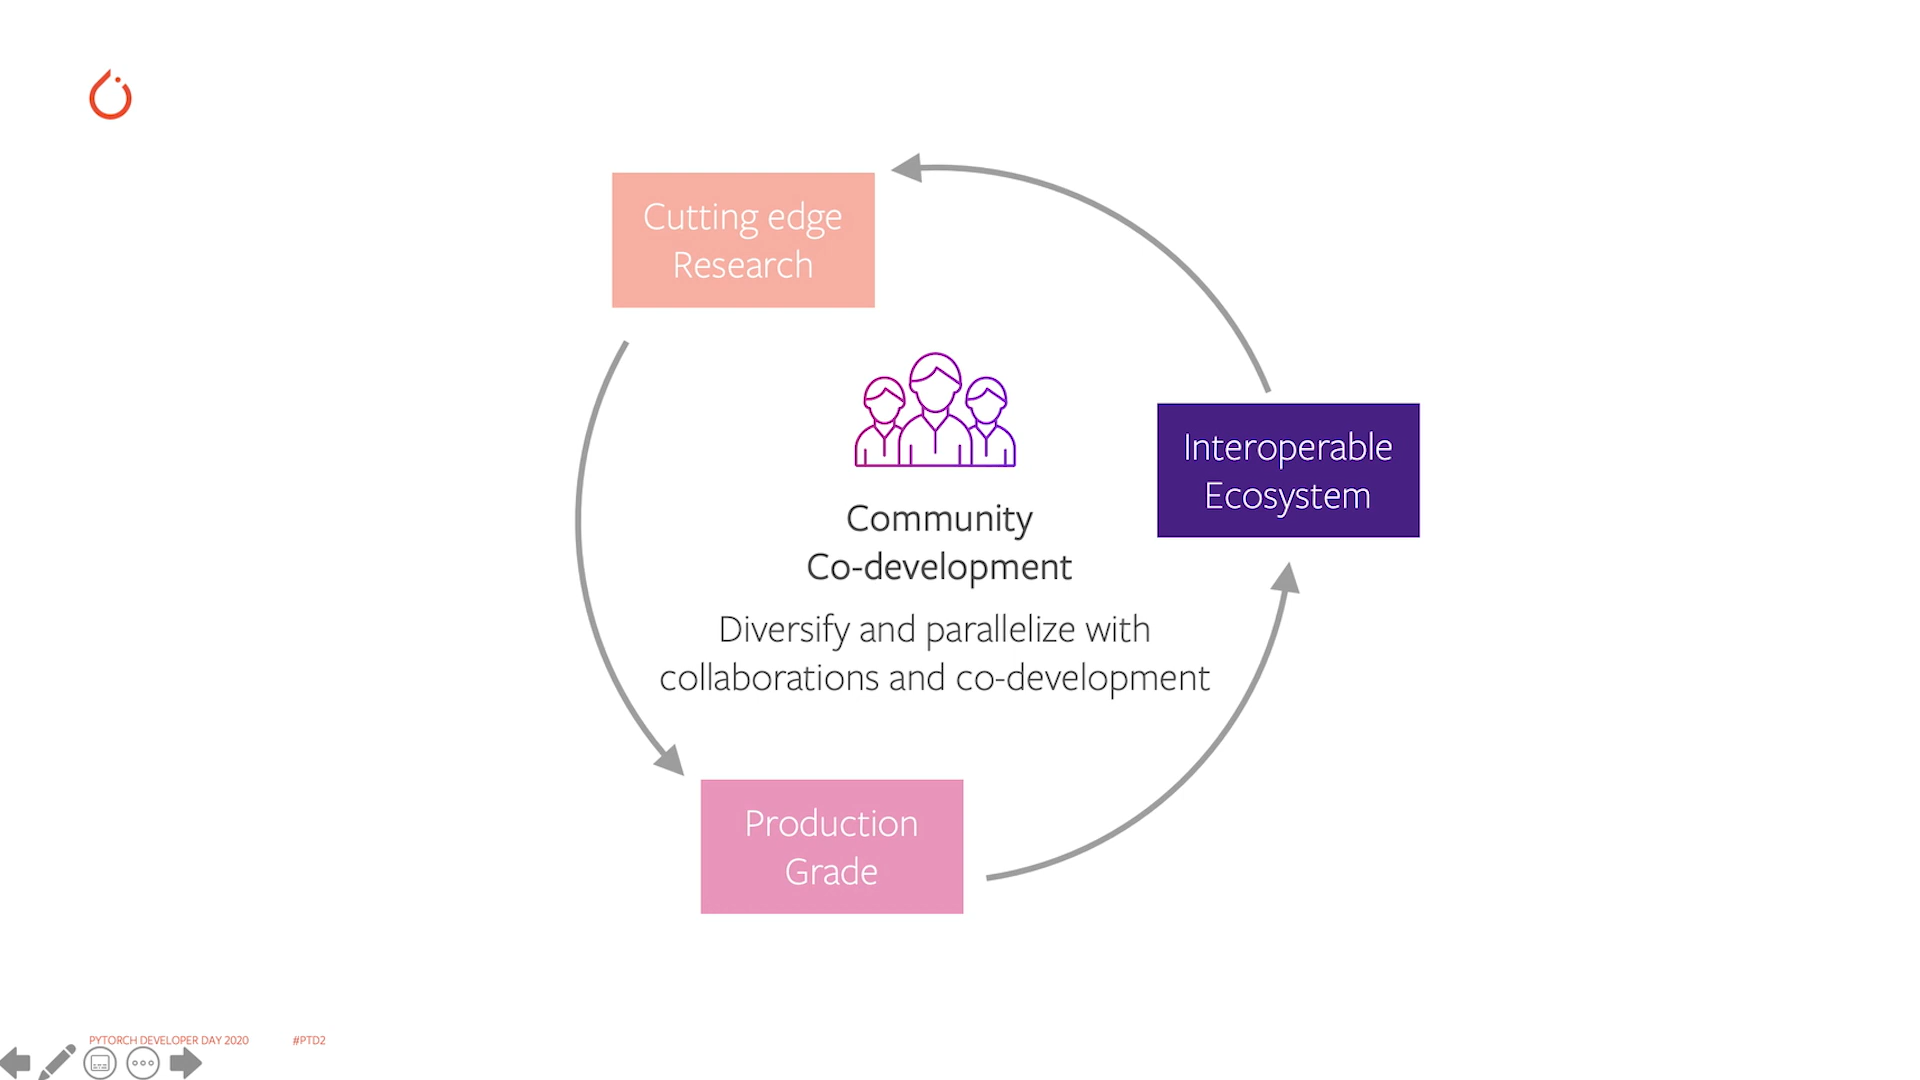 Cutting edge
Research
Interoperable
Ecosystem
Community
Co-development
Diversify and parallelize with
collaborations and co-development
Production
Grade
PYTORCH DEVELOPER DAY 2020 #PTD2